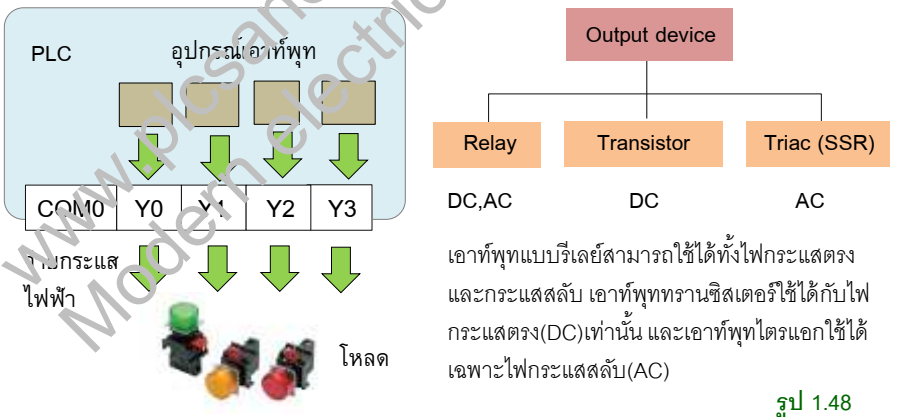 PLC
อุปกรณ์เอาท์พุท
COM0 Y0 Y1 Y2 Y3
กระแส
ไฟฟ้า
โหลด
Output device
Relay Transistor Triac (SSR)
DC,AC DC AC
เอาท์พุทแบบรีเลย์สามารถใช้ได้ทั้งไฟกระแสตรง
และกระแสสลับ เอาท์พุททรานซิสเตอร์ใช้ได้กับไฟ
กระแสตรง(DC)เท่านั้น และเอาท์พุทไตรแอกใช้ได้
เฉพาะไฟกระแสสลับ(AC)
รูป 1.48
Modern electric